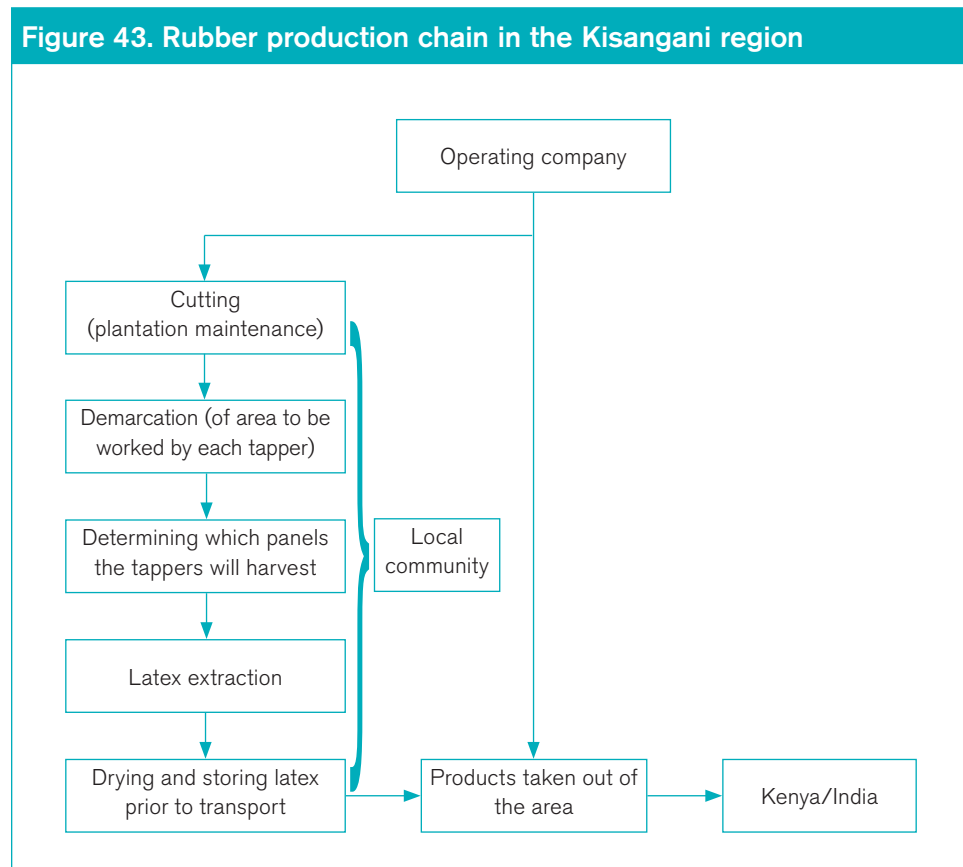 Figure 43. Rubber production chain in the Kisangani region
Operating company
Cutting
(plantation maintenance)
Demarcation (of area to be
worked by each tapper)
Determining which panels
the tappers will harvest
Local
community
Latex extraction
Drying and storing latex
prior to transport
Products taken out of
the area
Kenya/India